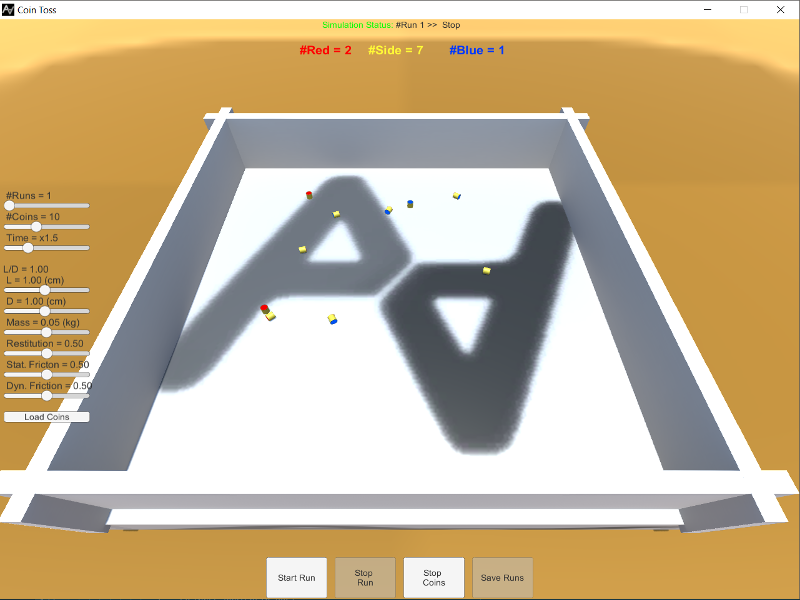 Coin Toss
Simulation Status: #Run 1 >> Stop
#Red = 2 #Side = 7 #Blue = 1
#Runs = 1
#Coins = 10
Time = x1.5
L/D = 1.00
L = 1.00 (cm)
D = 1.00 (cm)
Mass = 0.05 (kg)
Restitution = 0.50
Stat. Fricton = 0.50
Dyn. Friction = 0.50
Load Coins
Start Run
Stop Run
Stop Coins
Save Runs